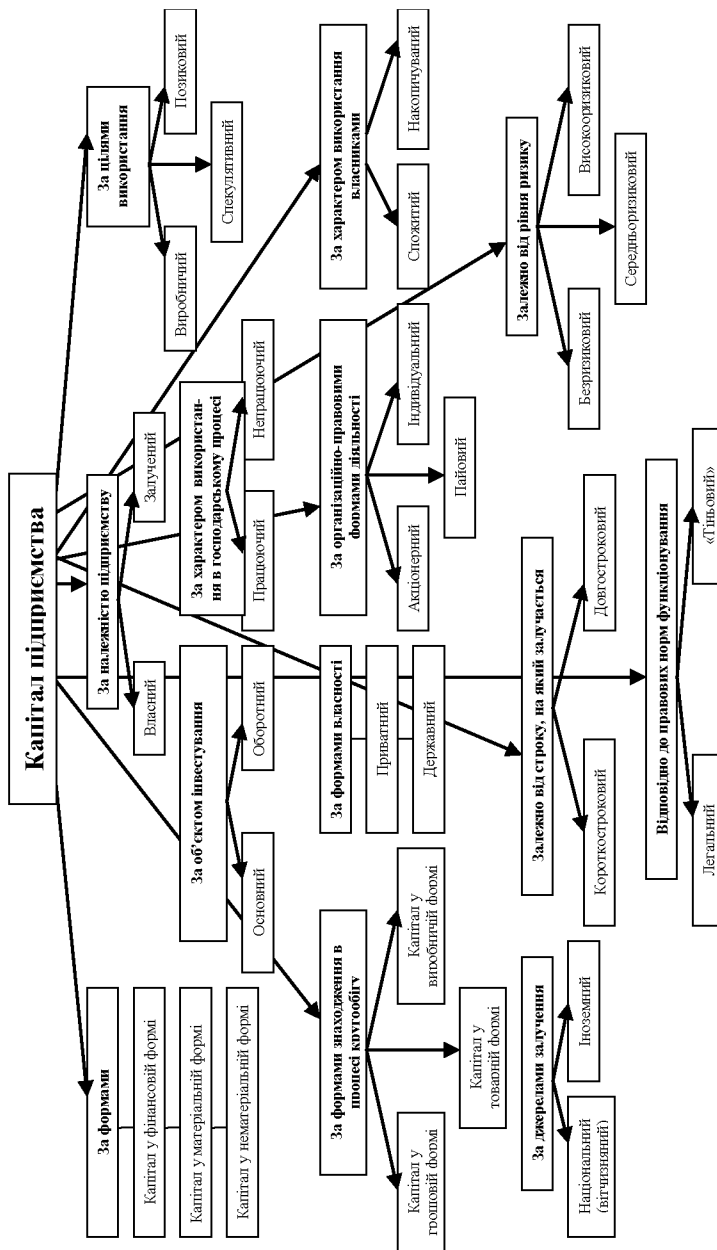 Капітал підприємства
За формами
Капітал у фінансовій формі
Капітал у матеріальній формі
Капітал у нематеріальній формі
За належністю підприємству
Власний
Залучений
За цілями
використання
Виробничий
Спекулятивний
Позиковий
За об’єктом інвестування
Основний
Оборотний
За характером використан-
ня в господарському процесі
Працюючий
Непрацюючий
За формами знаходження в
процесі кругообігу
Капітал у
грошовій формі
Капітал у
товарній формі
Капітал у
виробничій формі
За формами власності
Приватний
Державний
За організаційно-правовими
формами діяльності
Акціонерний
Пайовий
Індивідуальний
За характером використання
власниками
Спожитий
Накопичуваний
За джерелами залучення
Національний
(вітчизняний)
Іноземний
Залежно від строку, на який залучається
Короткостроковий
Довгостроковий
Залежно від рівня ризику
Безризиковий
Середньоризиковий
Високооризиковий
Відповідно до правових норм функціонування
Легальний
«Тіньовий»